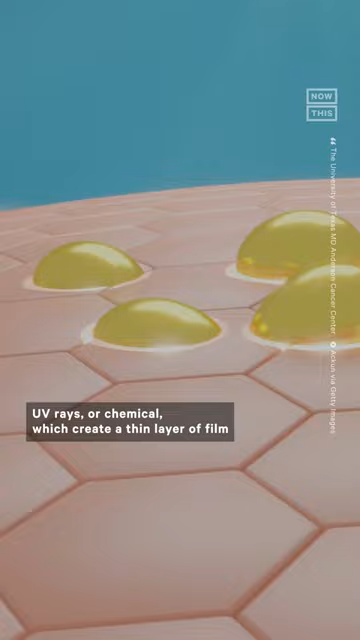 NOW
THIS
“ The University of Texas MD Anderson Cancer Center, Ackun via Getty Images
UV rays, or chemical,
which create a thin layer of film